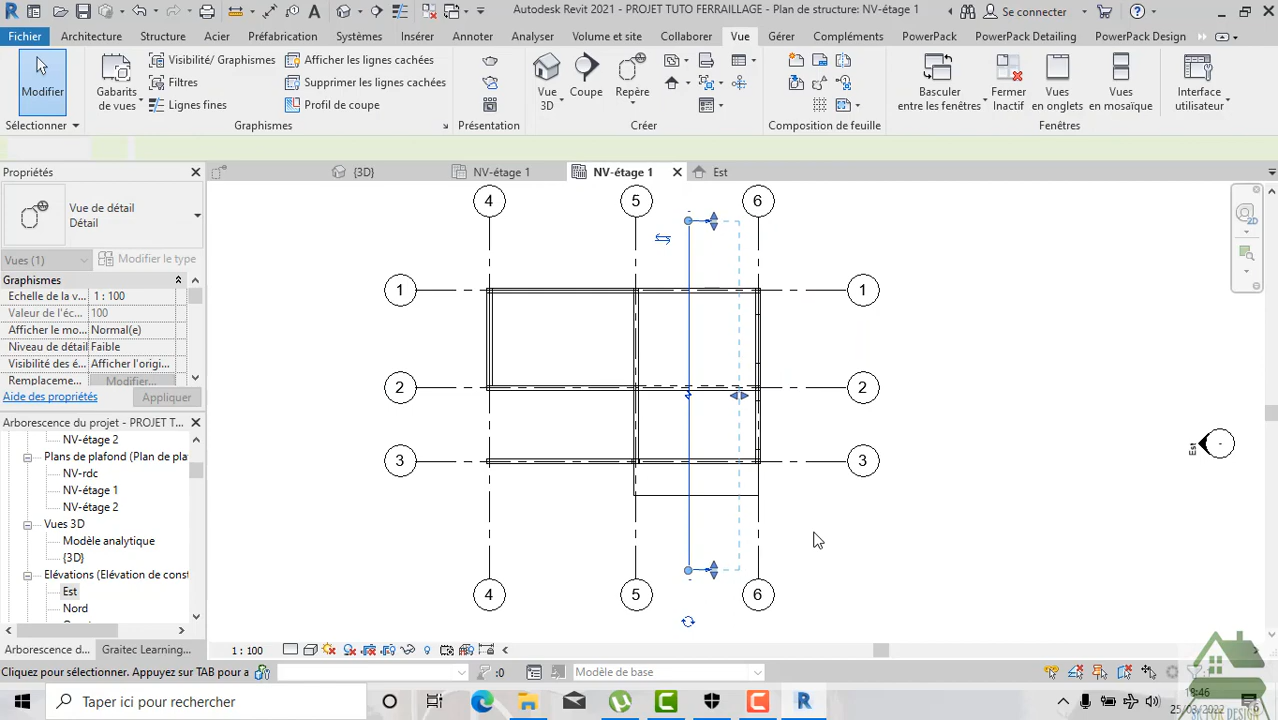 Autodesk Revit 2021 - PROJET TUTO FERRAILLAGE - Plan de structure: NV-étage 1
Se connecter
Fichier Architecture Structure Acier Préfabrication Systèmes Insérer Annoter Analyser Volume et site Collaborer Vue Gérer Compléments PowerPack PowerPack Detailing PowerPack Design
Modifier
Gabarits de vues
Visibilité/ Graphismes
Filtres
Lignes fines
Afficher les lignes cachées
Supprimer les lignes cachées
Profil de coupe
Vue 3D
Coupe
Repère
Basculer entre les fenêtres
Fermer Inactif
Vues en onglets
Vues en mosaïque
Interface utilisateur
Sélectionner
Graphismes
Présentation
Créer
Composition de feuille
Fenêtres
Propriétés
{3D}
NV-étage 1
NV-étage 1
Est
Vue de détail
Détail
Vues (1)
Modifier le type
Graphismes
Echelle de la v... 1 : 100
Valeur de l'éc... 100
Afficher le mo... Normal(e)
Niveau de détail Faible
Visibilité des é... Afficher l'origi...
Remplaceme... Modifier...
Aide des propriétés
Appliquer
Arborescence du projet - PROJET T...
NV-étage 2
Plans de plafond (Plan de pla
NV-rdc
NV-étage 1
NV-étage 2
Vues 3D
Modèle analytique
{3D}
Elévations (Elévation de const
Est
Nord
Arborescence d...
Graitec Learning...
4 5 6
1 1
2 2
3 3
4 5 6
Est
1 : 100
Cliquez pour sélectionner. Appuyez sur TAB pour a
:0
Modèle de base
Taper ici pour rechercher
18:46
25/03/2022